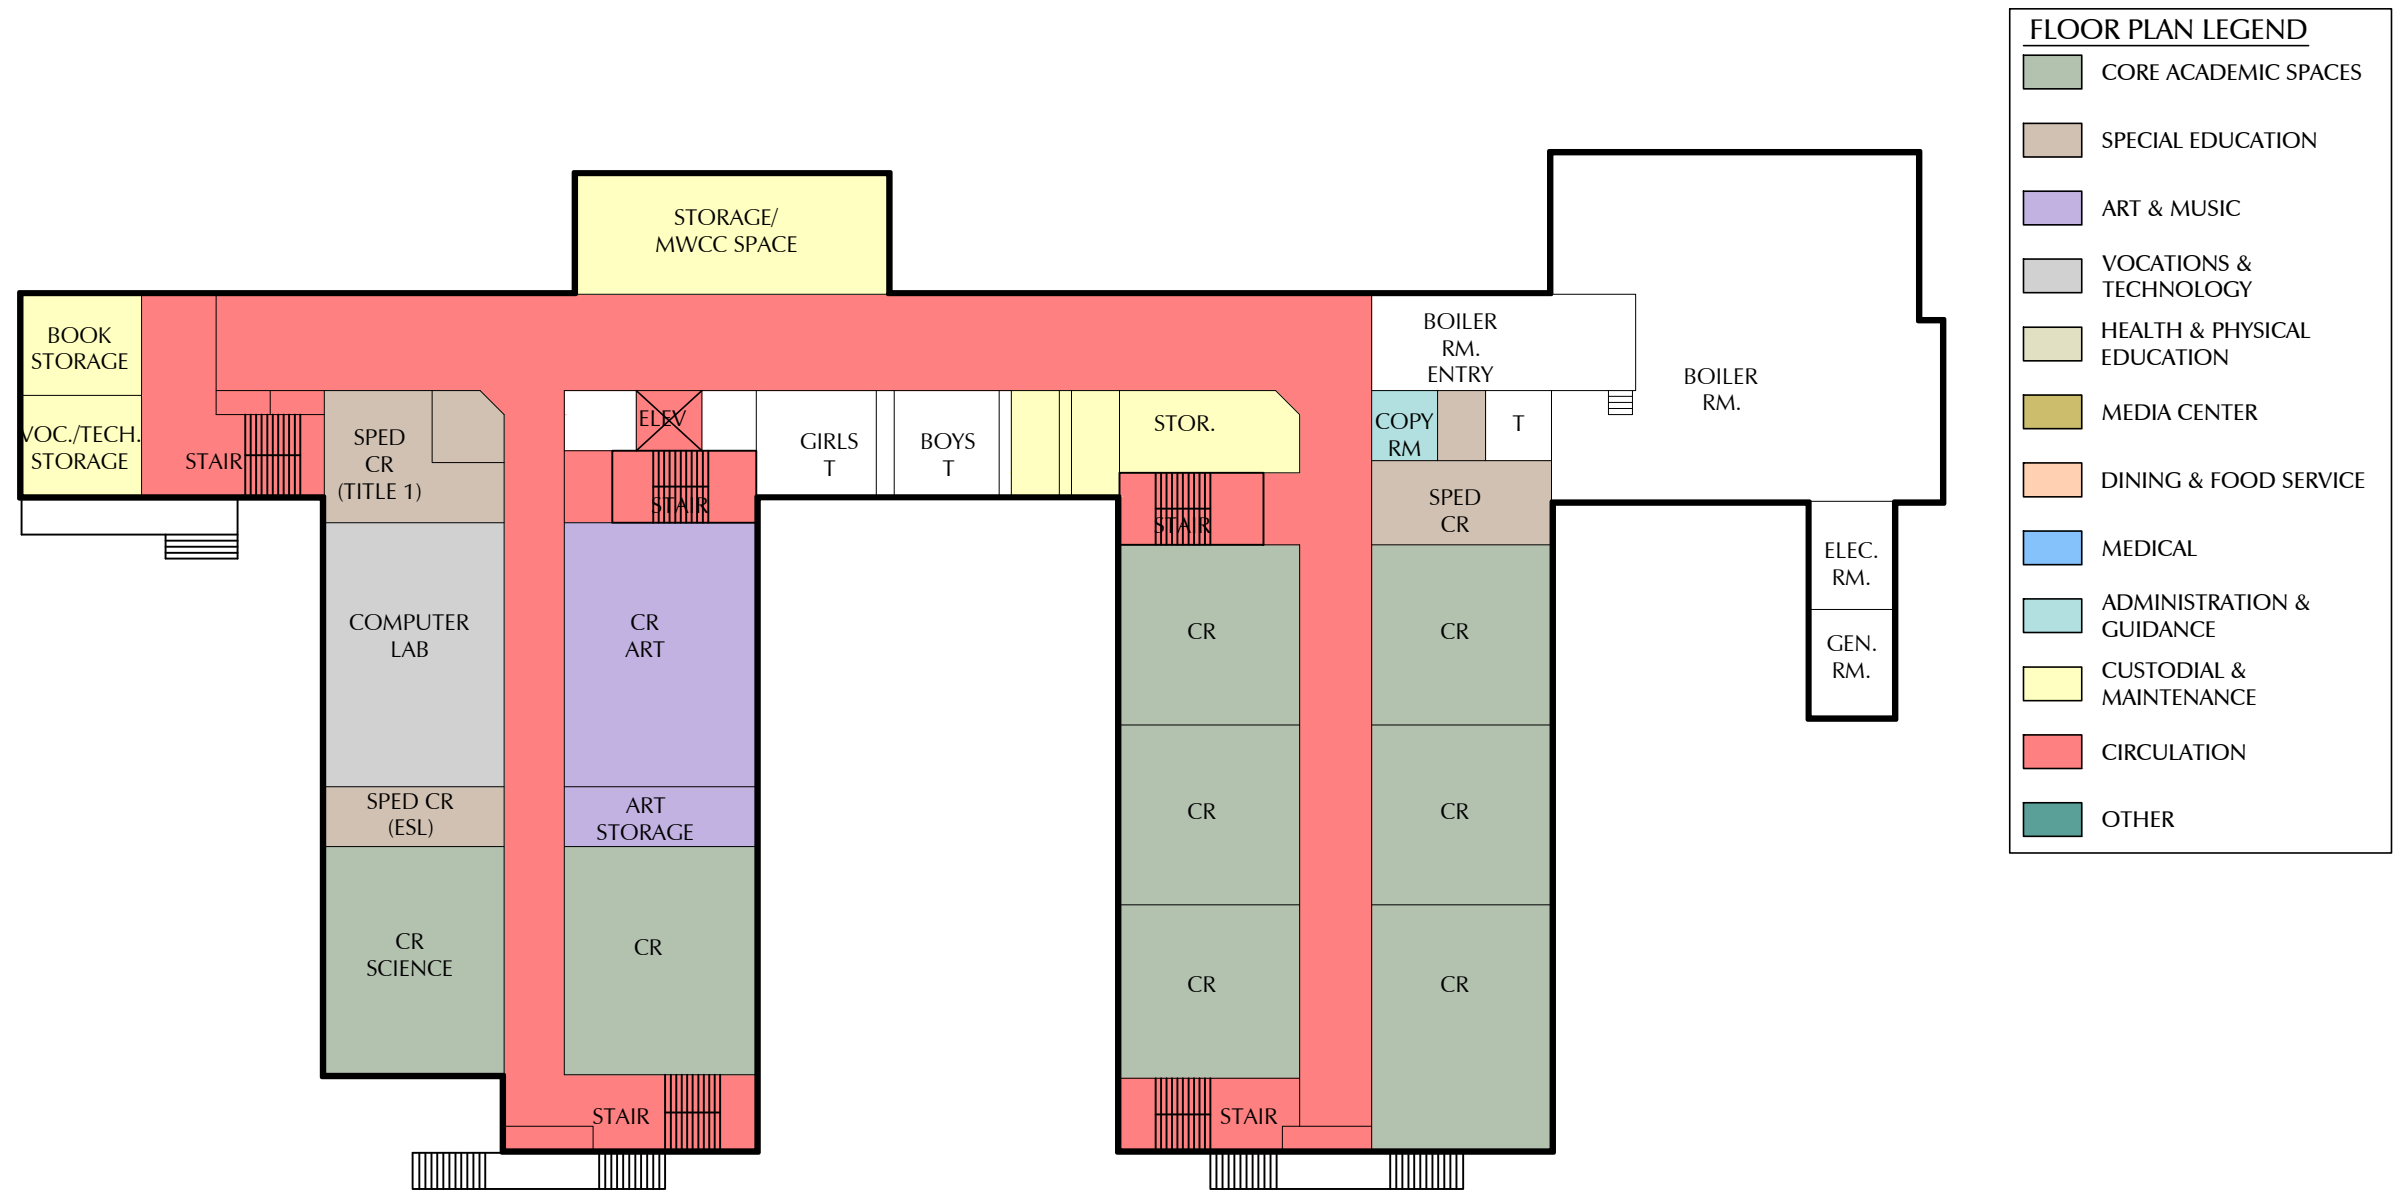 FLOOR PLAN LEGEND
CORE ACADEMIC SPACES
SPECIAL EDUCATION
ART & MUSIC
VOCATIONS &
TECHNOLOGY
HEALTH & PHYSICAL
EDUCATION
MEDIA CENTER
DINING & FOOD SERVICE
MEDICAL
ADMINISTRATION &
GUIDANCE
CUSTODIAL &
MAINTENANCE
CIRCULATION
OTHER
STORAGE/
MWCC SPACE
BOOK
STORAGE
VOC./TECH.
STORAGE
STAIR
SPED
CR
(TITLE 1)
ELEV
STAIR
GIRLS
T
BOYS
T
STOR.
STAIR
BOILER
RM.
ENTRY
COPY
RM
T
SPED
CR
BOILER
RM.
ELEC.
RM.
GEN.
RM.
COMPUTER
LAB
CR
ART
SPED CR
(ESL)
ART
STORAGE
CR
SCIENCE
CR
STAIR
CR
CR
CR
CR
CR
CR
STAIR